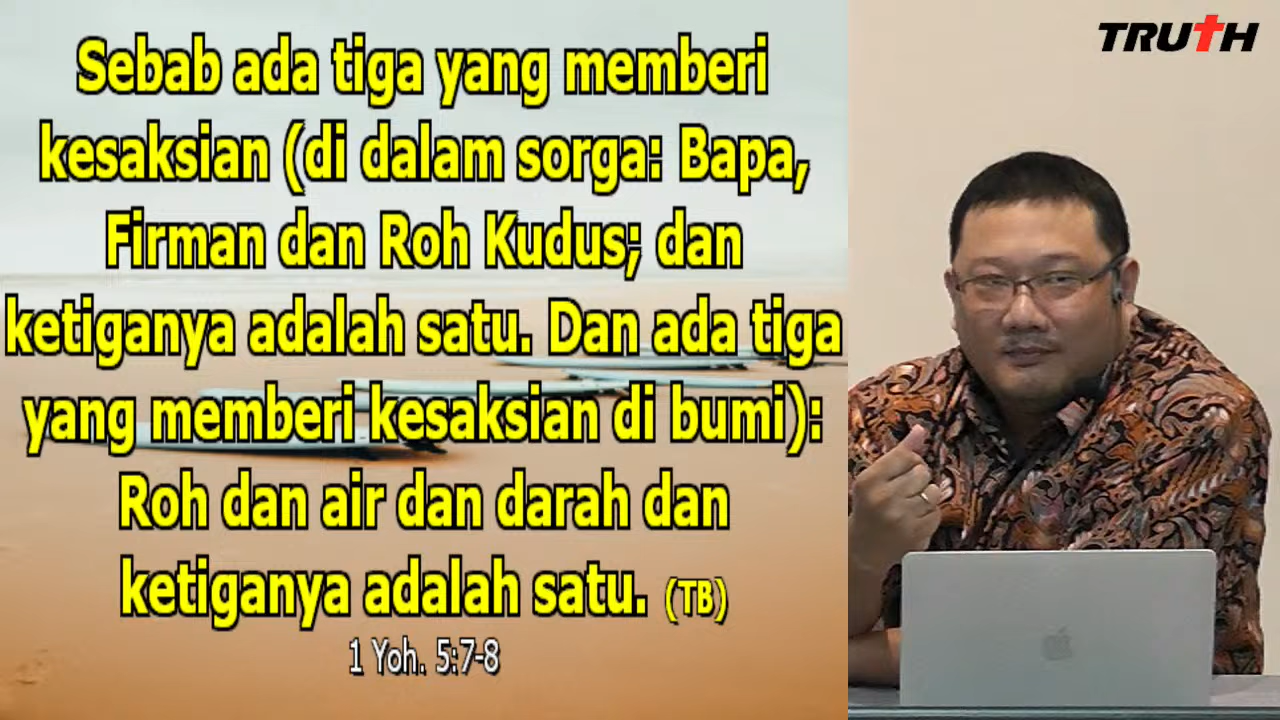 Sebab ada tiga yang memberi
kesaksian (di dalam sorga: Bapa,
Firman dan Roh Kudus; dan
ketiganya adalah satu. Dan ada tiga
yang memberi kesaksian di bumi):
Roh dan air dan darah dan
ketiganya adalah satu. (TB)
1 Yoh. 5:7-8
TRUTH